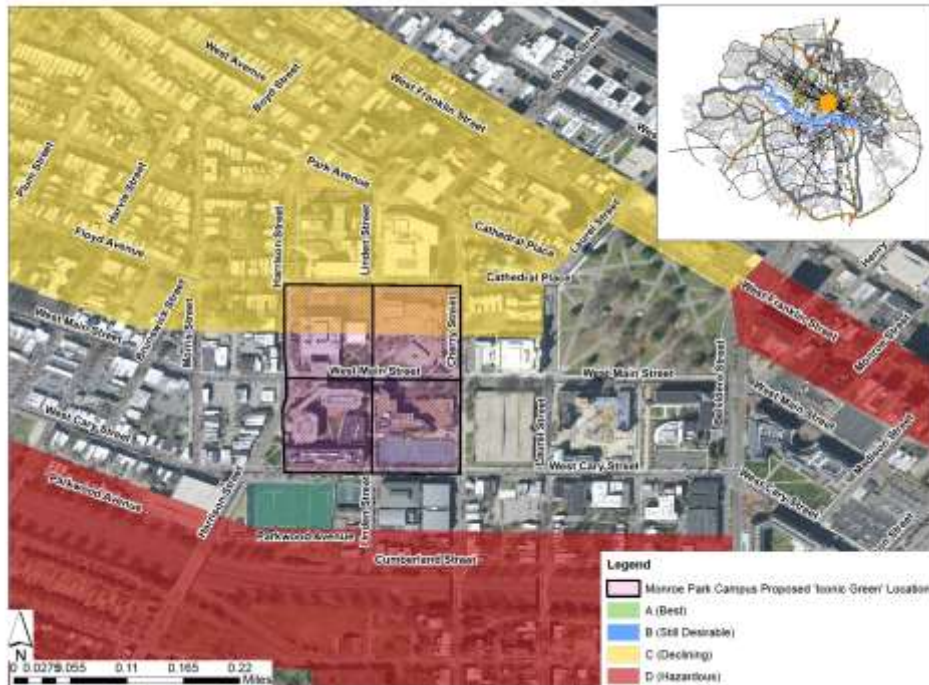 Shafer Street
West Avenue
Boyd Street
West Franklin Street
Plum Street
Harvie Street
Park Avenue
Floyd Avenue
Harrison Street
Linden Street
Cathedral Place
Laurel Street
Cathedral Place
Henry
West Franklin Street
Monroe Street
West Main Street
Brunswick Street
Morris Street
Cherry Street
West Main Street
West Main Street
Belvidere Street
West Main Street
Madison Street
West Cary Street
Laurel Street
West Cary Street
West Cary Street
Parkwood Avenue
Harrison Street
Linden Street
Parkwood Avenue
Cumberland Street
Legend
Monroe Park Campus Proposed 'Iconic Green' Location
A (Best)
B (Still Desirable)
C (Declining)
D (Hazardous)
N
0 0.0275 0.055 0.11 0.165 0.22
Miles